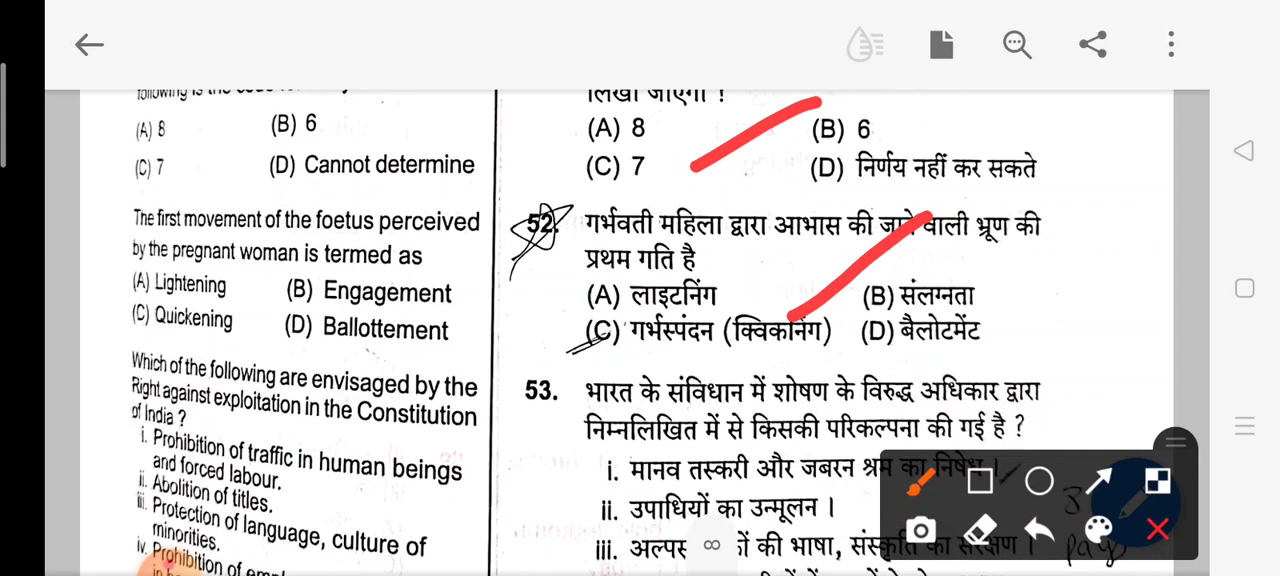 (A) 8 (B) 6
(C) 7 (D) Cannot determine
The first movement of the foetus perceived
by the pregnant woman is termed as
(A) Lightening (B) Engagement
(C) Quickening (D) Ballottement
Which of the following are envisaged by the
Right against exploitation in the Constitution
of India ?
i. Prohibition of traffic in human beings
and forced labour.
ii. Abolition of titles.
iii. Protection of language, culture of
minorities.
iv. Prohibition of
लिखा जाएगा ?
(A) 8 (B) 6
(C) 7 (D) निर्णय नहीं कर सकते
52. गर्भवती महिला द्वारा आभास की जाने वाली भ्रूण की
प्रथम गति है
(A) लाइटनिंग (B) संलग्नता
(C) गर्भस्पंदन (क्विकनिंग) (D) बैलोटमेंट
53. भारत के संविधान में शोषण के विरुद्ध अधिकार द्वारा
निम्नलिखित में से किसकी परिकल्पना की गई है ?
i. मानव तस्करी और जबरन श्रम का निषेध ।
ii. उपाधियों का उन्मूलन ।
iii. की भाषा, संस्कृति का संरक्षण ।